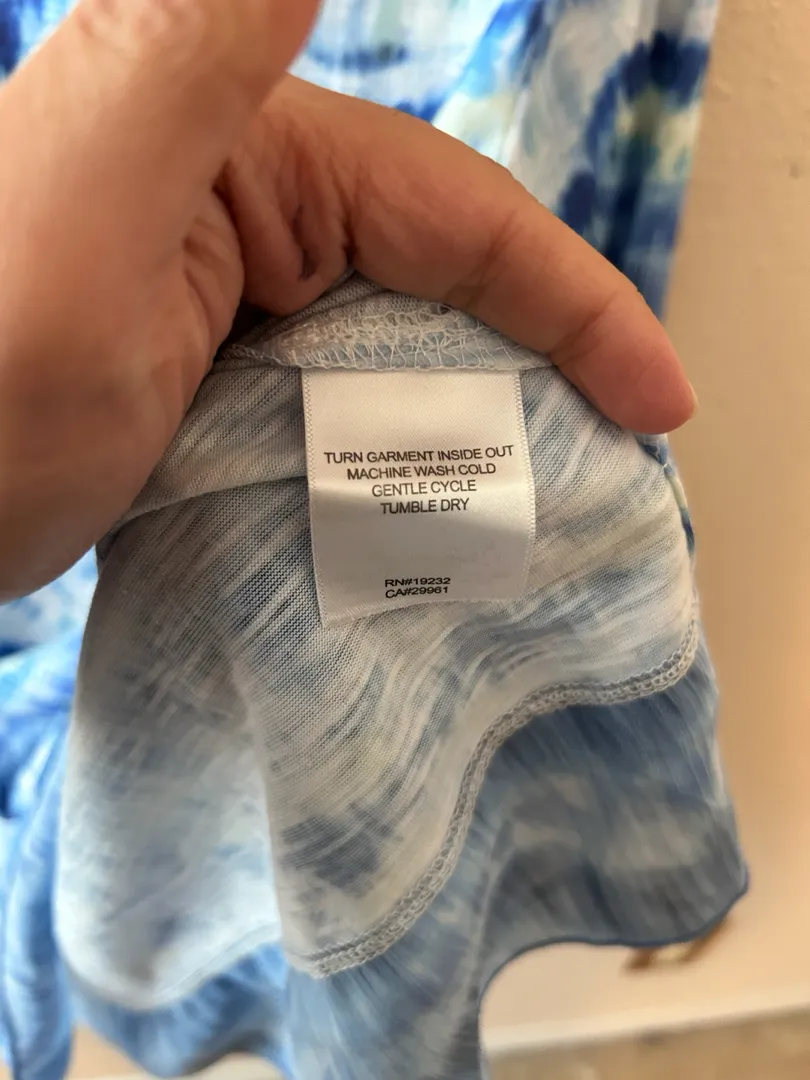 TURN GARMENT INSIDE OUT
MACHINE WASH COLD
GENTLE CYCLE
TUMBLE DRY
RN#19232
CA#29961